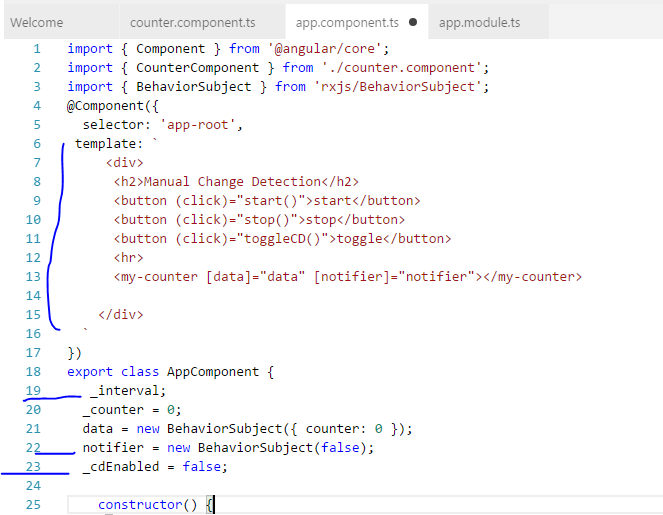 Welcome counter.component.ts app.component.ts app.module.ts
1 import { Component } from '@angular/core';
2 import { CounterComponent } from './counter.component';
3 import { BehaviorSubject } from 'rxjs/BehaviorSubject';
4 @Component({
5   selector: 'app-root',
6  template: `
7      <div>
8       <h2>Manual Change Detection</h2>
9       <button (click)="start()">start</button>
10       <button (click)="stop()">stop</button>
11       <button (click)="toggleCD()">toggle</button>
12       <hr>
13       <my-counter [data]="data" [notifier]="notifier"></my-counter>
14
15     </div>
16   `
17 })
18 export class AppComponent {
19    _interval;
20   _counter = 0;
21   data = new BehaviorSubject({ counter: 0 });
22   notifier = new BehaviorSubject(false);
23   _cdEnabled = false;
24
25     constructor() {